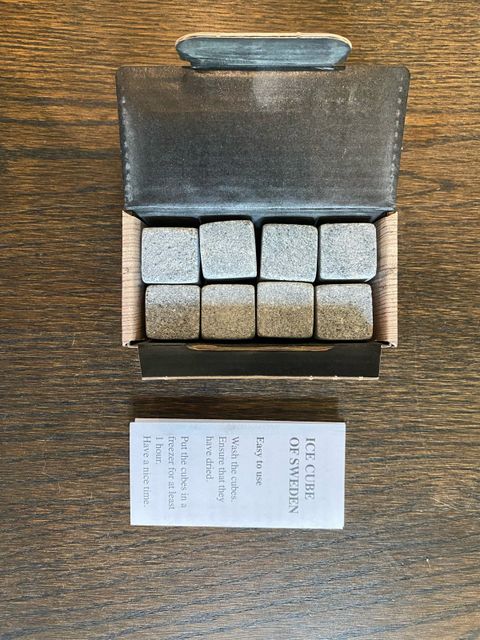 ICE CUBE
OF SWEDEN
Easy to use
Wash the cubes.
Ensure that they
have dried.
Put the cubes in a
freezer for at least
1 hour.
Have a nice time.